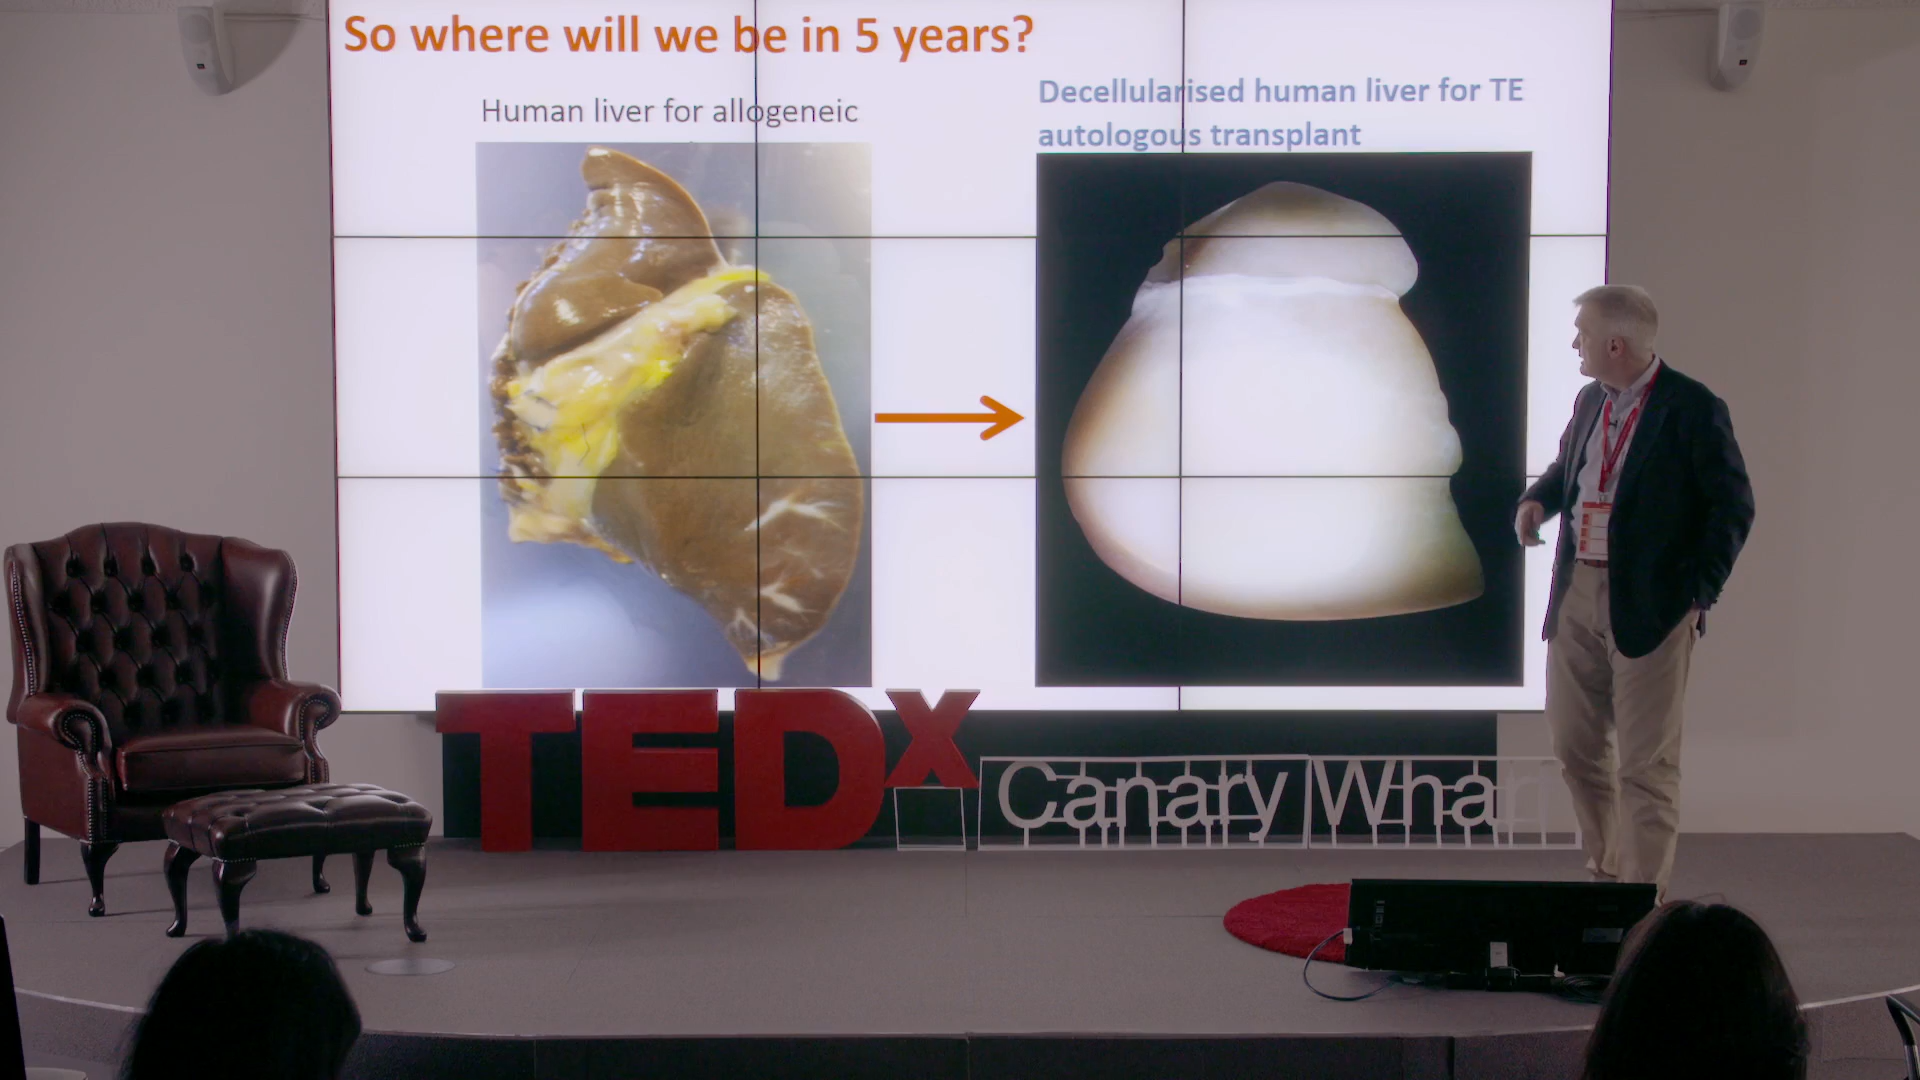 So where will we be in 5 years?
Human liver for allogeneic
Decellularised human liver for TE
autologous transplant
TEDx
Canary Whar